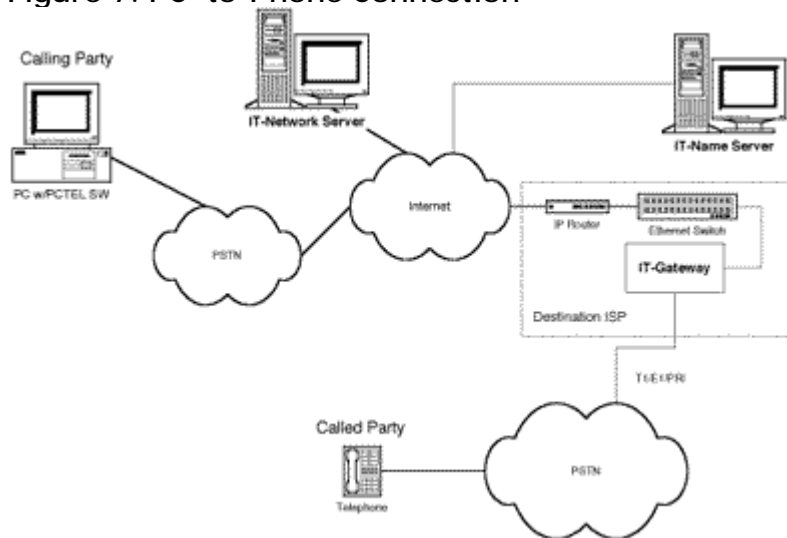 Calling Party
IT-Network Server
IT-Name Server
PC w/PCTEL SW
Internet
PSTN
IP Router
Ethernet Switch
IT-Gateway
Destination ISP
T1/E1/PRI
Called Party
PSTN
Telephone